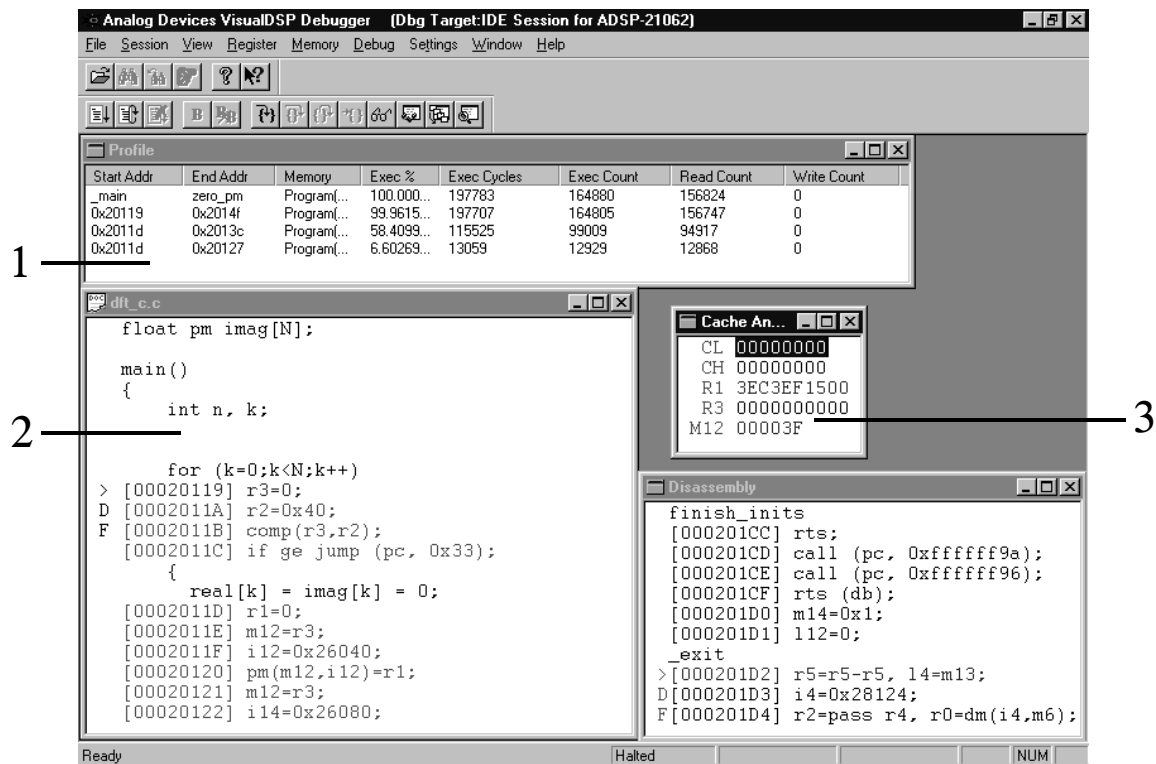 Analog Devices VisualDSP Debugger (Dbg Target:IDE Session for ADSP-21062)
File Session View Register Memory Debug Settings Window Help
Profile
Start Addr End Addr Memory Exec % Exec Cycles Exec Count Read Count Write Count
_main zero_pm Program(... 100.000... 197783 164880 156824 0
0x20119 0x2014f Program(... 99.9615... 197707 164805 156747 0
0x2011d 0x2013c Program(... 58.4099... 115525 99009 94917 0
0x2011d 0x20127 Program(... 6.60269... 13059 12929 12868 0
1
dft_c.c
float pm imag[N];
main()
{
int n, k;
2
for (k=0;k<N;k++)
> [00020119] r3=0;
D [0002011A] r2=0x40;
F [0002011B] comp(r3,r2);
[0002011C] if ge jump (pc, 0x33);
{
real[k] = imag[k] = 0;
[0002011D] r1=0;
[0002011E] m12=r3;
[0002011F] i12=0x26040;
[00020120] pm(m12,i12)=r1;
[00020121] m12=r3;
[00020122] i14=0x26080;
Cache An...
CL 00000000
CH 00000000
R1 3EC3EF1500
R3 0000000000
M12 00003F
3
Disassembly
finish_inits
[000201CC] rts;
[000201CD] call (pc, 0xffffff9a);
[000201CE] call (pc, 0xffffff96);
[000201CF] rts (db);
[000201D0] m14=0x1;
[000201D1] l12=0;
_exit
>[000201D2] r5=r5-r5, l4=m13;
D[000201D3] i4=0x28124;
F[000201D4] r2=pass r4, r0=dm(i4,m6);
Ready Halted NUM